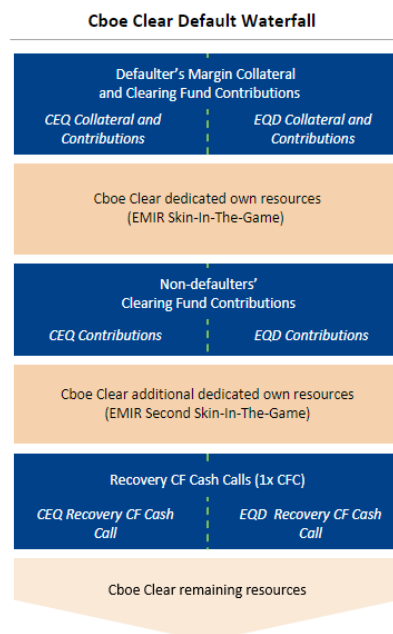 Cboe Clear Default Waterfall
Defaulter's Margin Collateral
and Clearing Fund Contributions
CEQ Collateral and
Contributions
EQD Collateral and
Contributions
Cboe Clear dedicated own resources
(EMIR Skin-In-The-Game)
Non-defaulters'
Clearing Fund Contributions
CEQ Contributions
EQD Contributions
Cboe Clear additional dedicated own resources
(EMIR Second Skin-In-The-Game)
Recovery CF Cash Calls (1x CFC)
CEQ Recovery CF Cash
Call
EQD Recovery CF Cash
Call
Cboe Clear remaining resources